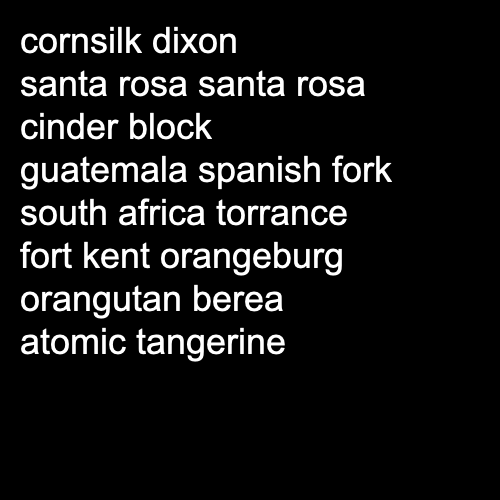 cornsilk dixon
santa rosa santa rosa
cinder block
guatemala spanish fork
south africa torrance
fort kent orangeburg
orangutan berea
atomic tangerine